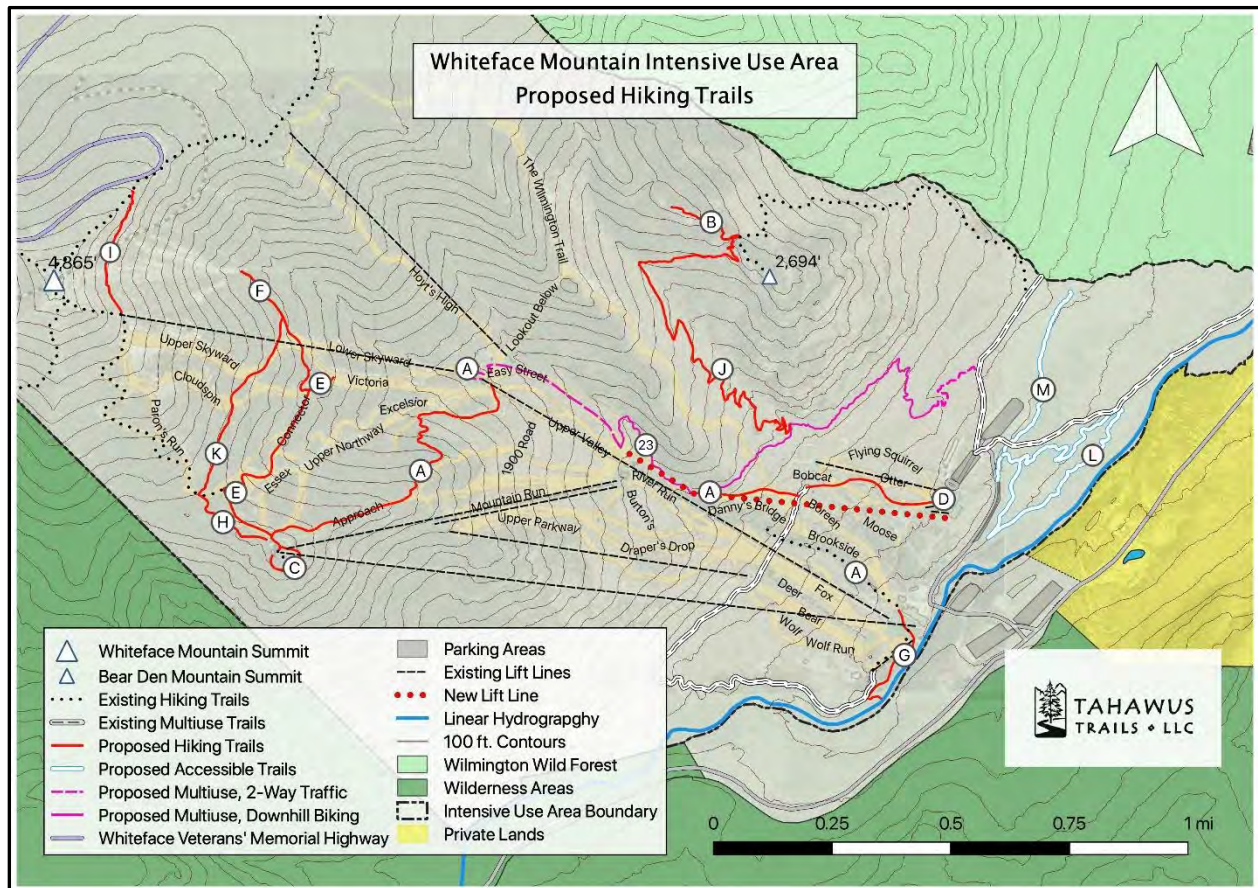 Whiteface Mountain Intensive Use Area
Proposed Hiking Trails
The Wilmington Trail
B
I
4,865'
2,694'
F
Hoyt's High
Lookout Below
Upper Skyward
Lower Skyward
A
Easy Street
J
M
Cloudspin
E
Victoria
Excelsior
Paron's Run
Connector
Upper Northway
1900 Road
Upper Valley
23
L
K
Essex
A
Flying Squirrel
Bobcat
Otter
E
Mountain Run
River Run
A
D
H
Approach
Upper Parkway
Burton's
Danny's Bridge
Boreen
Moose
Draper's Drop
Brookside
C
A
Deer
Fox
Bear
Wolf
Wolf Run
G
Whiteface Mountain Summit
Bear Den Mountain Summit
Existing Hiking Trails
Existing Multiuse Trails
Proposed Hiking Trails
Proposed Accessible Trails
Proposed Multiuse, 2-Way Traffic
Proposed Multiuse, Downhill Biking
Whiteface Veterans' Memorial Highway
Parking Areas
Existing Lift Lines
New Lift Line
Linear Hydrograpghy
100 ft. Contours
Wilmington Wild Forest
Wilderness Areas
Intensive Use Area Boundary
Private Lands
TAHAWUS
TRAILS LLC
0 0.25 0.5 0.75 1 mi